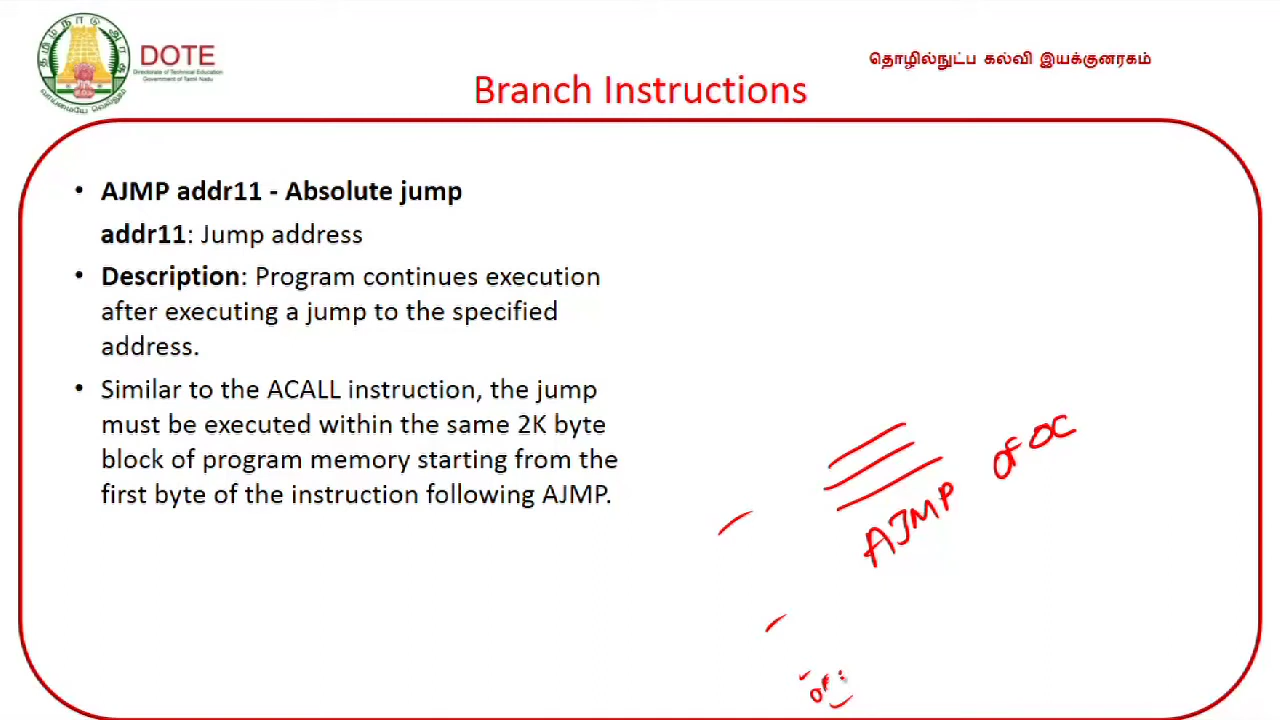 DOTE
Directorate of Technical Education
Government of Tamil Nadu
தொழில்நுட்ப கல்வி இயக்குனரகம்
Branch Instructions
• AJMP addr11 - Absolute jump
addr11: Jump address
• Description: Program continues execution
after executing a jump to the specified
address.
• Similar to the ACALL instruction, the jump
must be executed within the same 2K byte
block of program memory starting from the
first byte of the instruction following AJMP.
AJMP OFOC